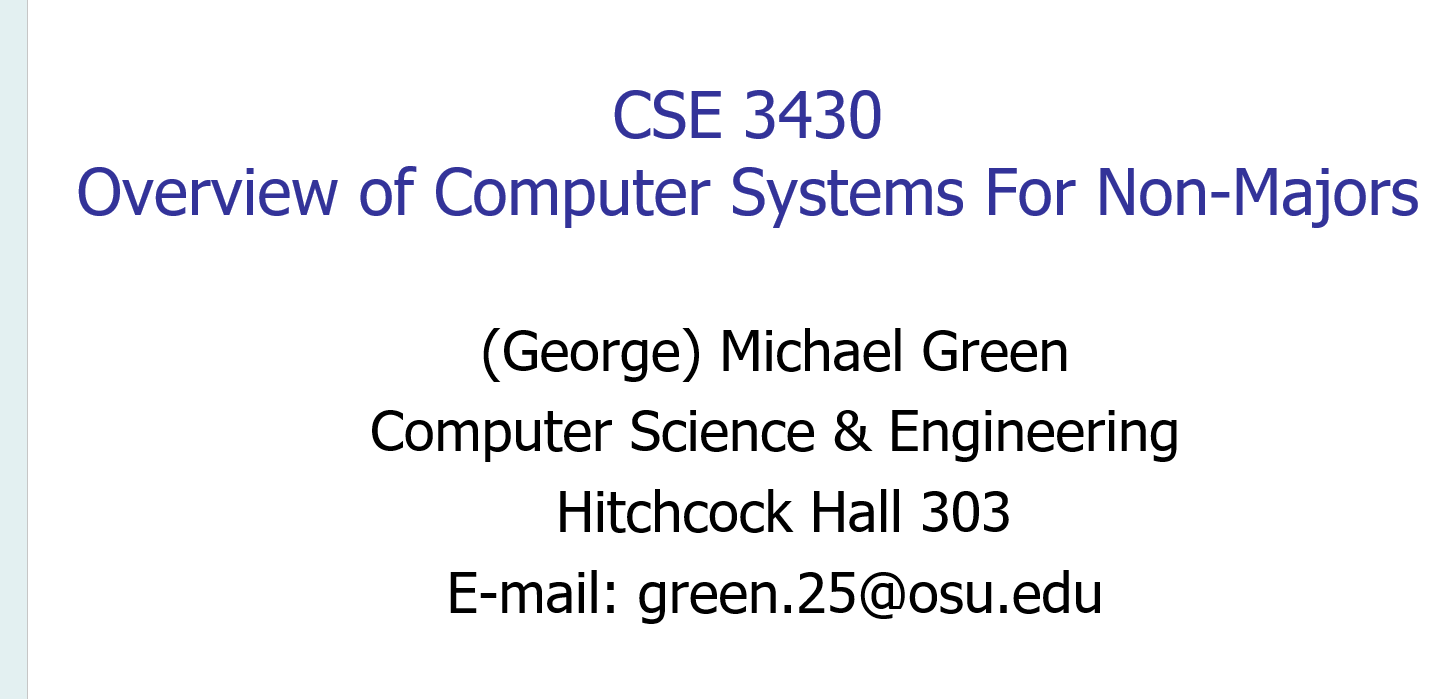 CSE 3430
Overview of Computer Systems For Non-Majors
(George) Michael Green
Computer Science & Engineering
Hitchcock Hall 303
E-mail: green.25@osu.edu